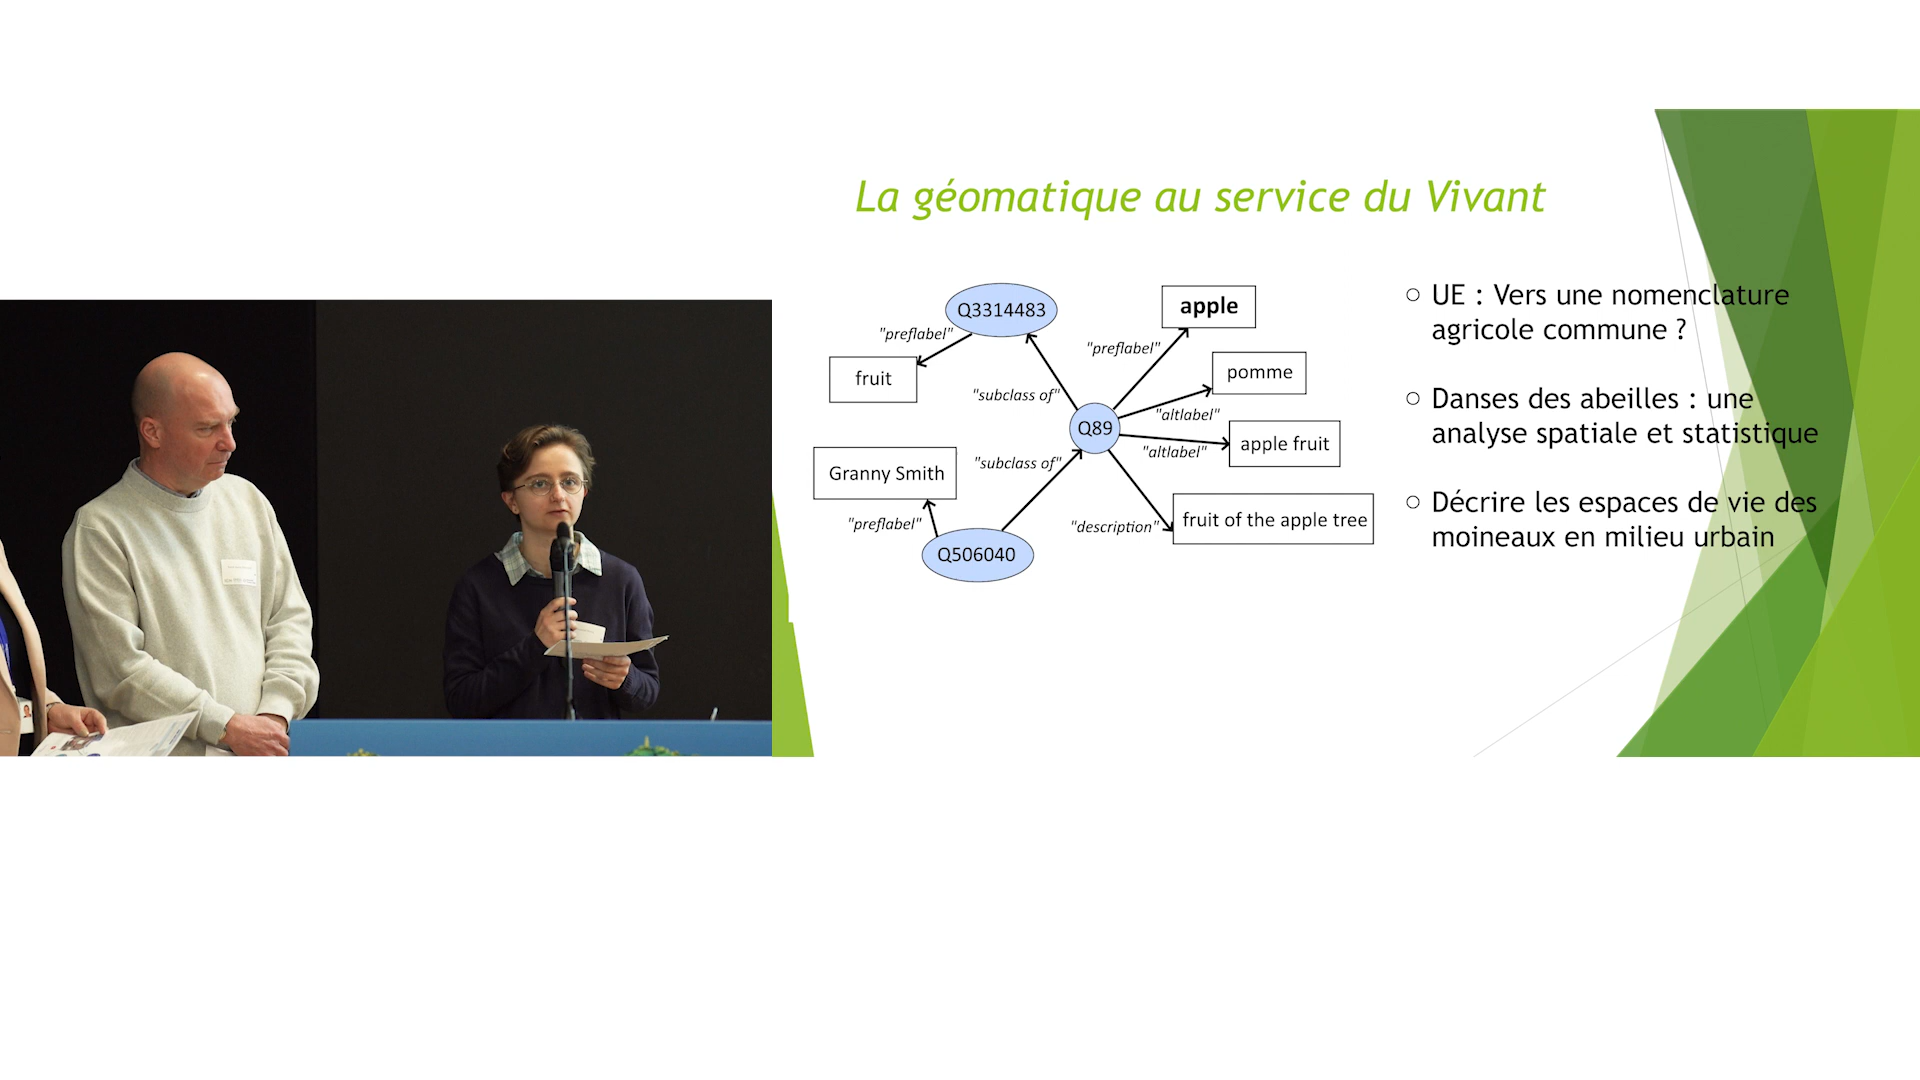 La géomatique au service du Vivant
Q3314483
"preflabel"
fruit
"subclass of"
apple
"preflabel"
pomme
"altlabel"
Q89
apple fruit
"altlabel"
Granny Smith
"subclass of"
"preflabel"
Q506040
"description"
fruit of the apple tree
UE : Vers une nomenclature
agricole commune ?
Danses des abeilles : une
analyse spatiale et statistique
Décrire les espaces de vie des
moineaux en milieu urbain